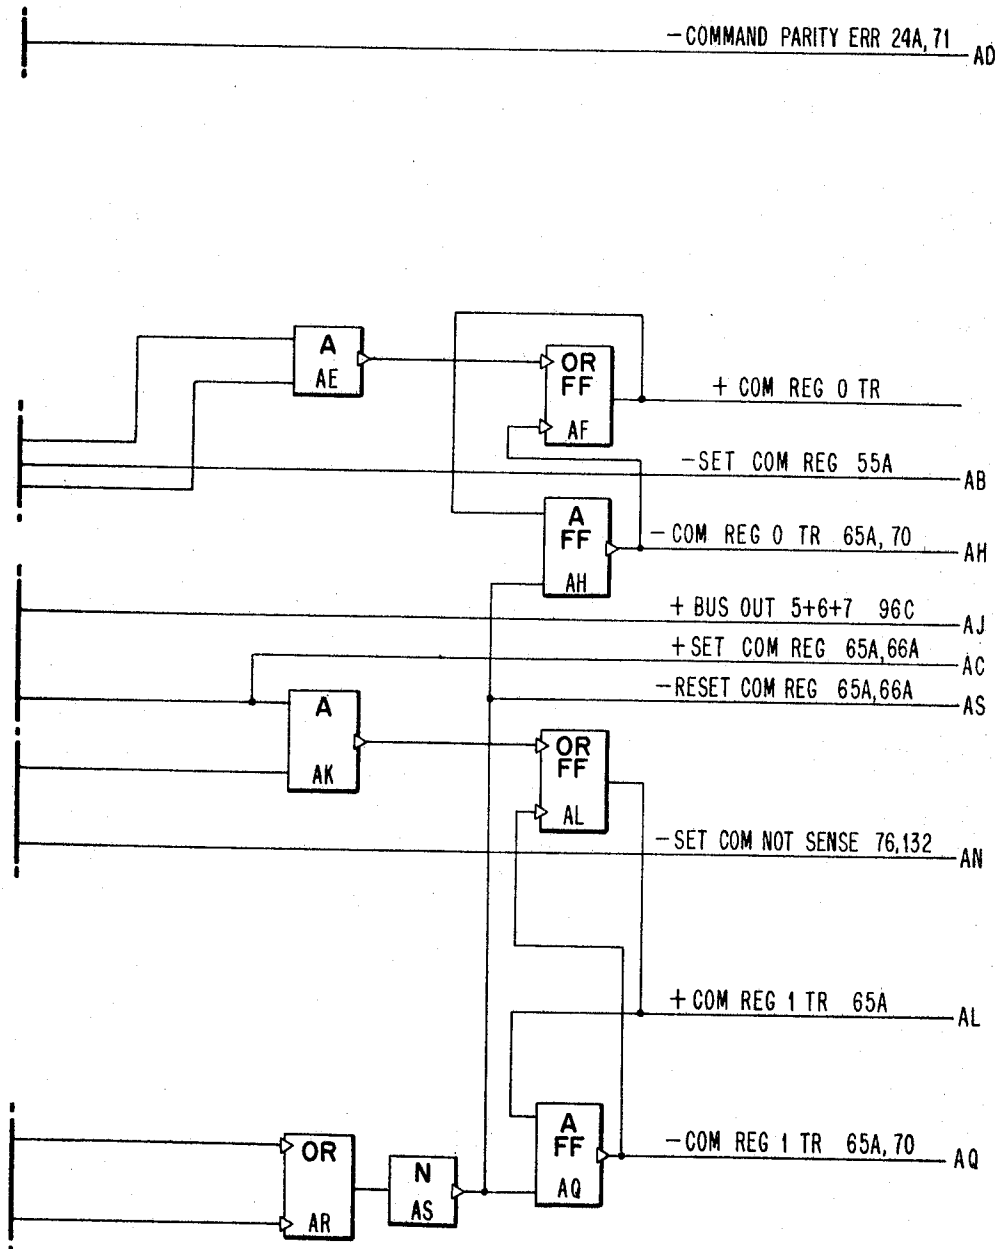 −COMMAND PARITY ERR 24A, 71 AD
A
AE
OR
FF
AF
+ COM REG 0 TR
−SET COM REG 55A AB
A
FF
AH
−COM REG 0 TR 65A, 70 AH
+ BUS OUT 5+6+7 96C AJ
+SET COM REG 65A,66A AC
−RESET COM REG 65A,66A AS
A
AK
OR
FF
AL
−SET COM NOT SENSE 76,132 AN
+COM REG 1 TR 65A AL
A
FF
AQ
−COM REG 1 TR 65A, 70 AQ
OR
AR
N
AS